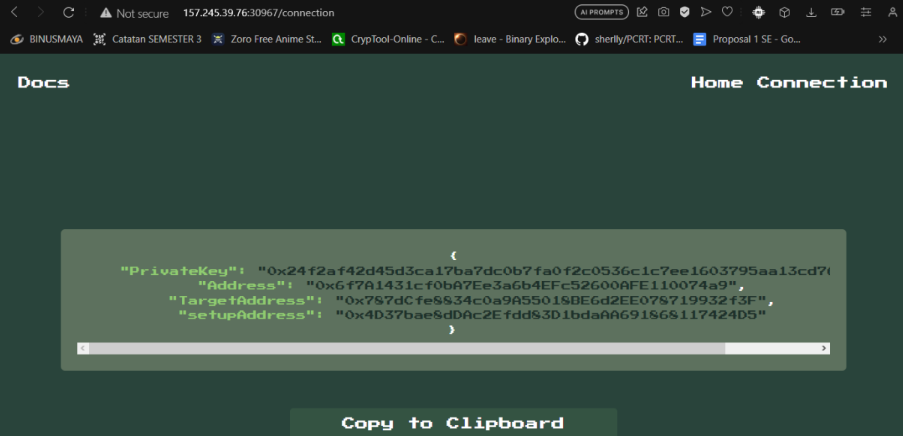 Not secure 157.245.39.76:30967/connection AI PROMPTS
BINUSMAYA Catatan SEMESTER 3 Zoro Free Anime St... CrypTool-Online - C... leave - Binary Explo... sherlly/PCRT: PCRT... Proposal 1 SE - Go...
Docs Home Connection
{
"PrivateKey": "0x24f2af42d45d3ca17ba7dc0b7fa0f2c0536c1c7ee1603795aa13cd76
"Address": "0x6f7A1431cf0bA7Ee3a6b4EFc52600AFE110074a9",
"TargetAddress": "0x787dCfe8834c0a9A55018BE6d2EE078719932f3F",
"setupAddress": "0x4D37bae8dDAc2Efdd83D1bdaAA691868117424D5"
}
Copy to Clipboard